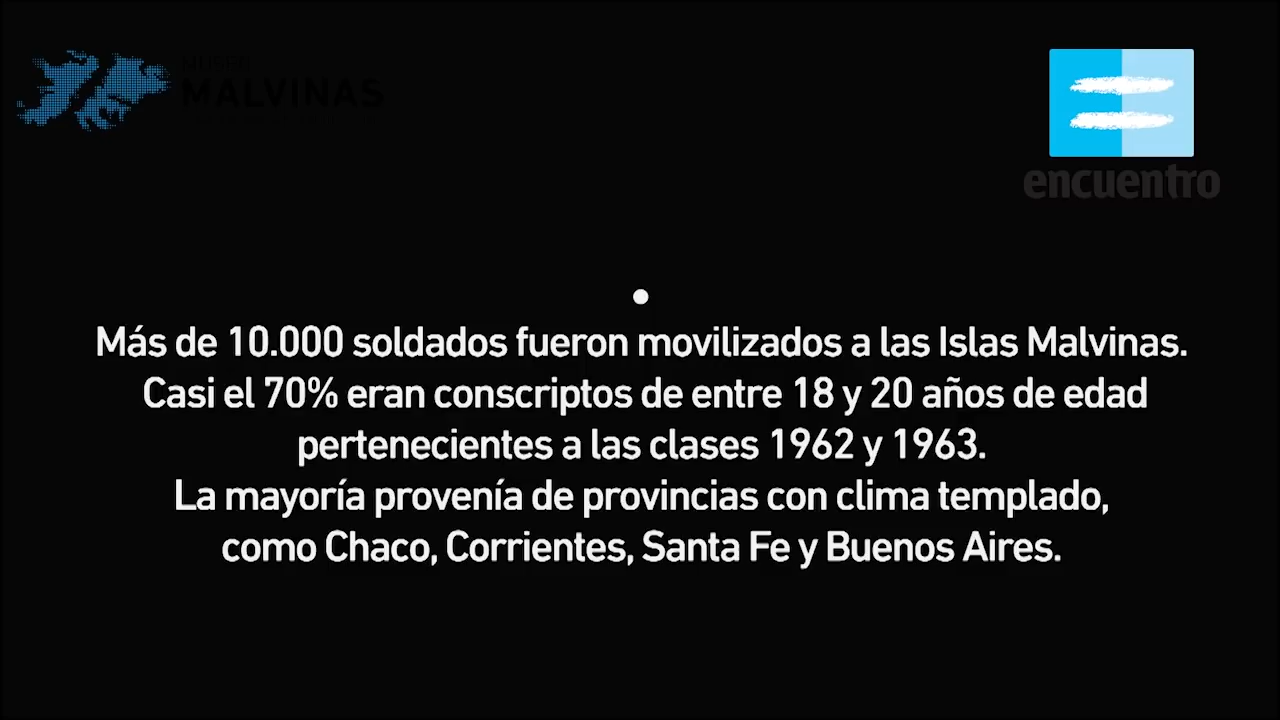 MUSEO
MALVINAS
encuentro
Más de 10.000 soldados fueron movilizados a las Islas Malvinas.
Casi el 70% eran conscriptos de entre 18 y 20 años de edad
pertenecientes a las clases 1962 y 1963.
La mayoría provenía de provincias con clima templado,
como Chaco, Corrientes, Santa Fe y Buenos Aires.